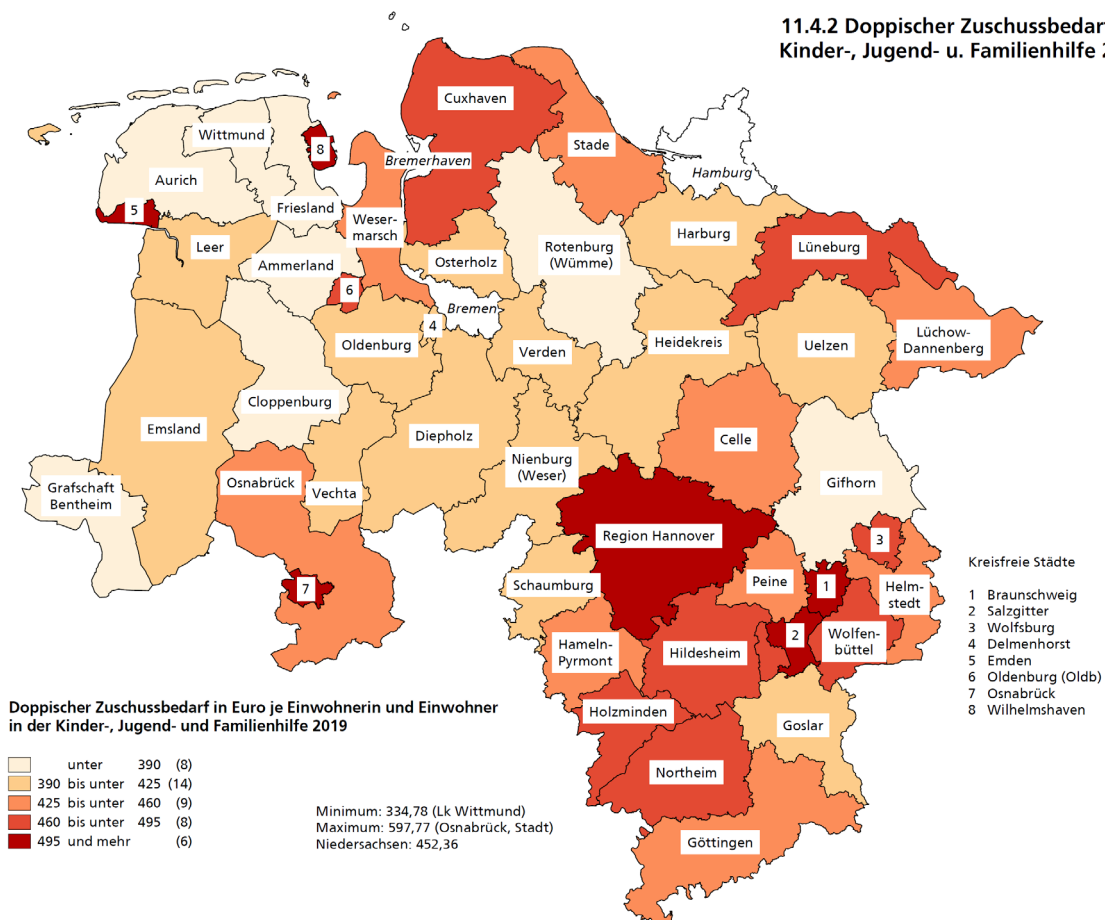 11.4.2 Doppischer Zuschussbedar
Kinder-, Jugend- u. Familienhilfe 2
Cuxhaven
Wittmund
8
Stade
Bremerhaven
Hamburg
Aurich
5
Friesland
Weser-
marsch
Harburg
Leer
Lüneburg
Rotenburg
(Wümme)
Ammerland
Osterholz
6
Bremen
4
Oldenburg
Verden
Heidekreis
Uelzen
Lüchow-
Dannenberg
Cloppenburg
Emsland
Diepholz
Celle
Nienburg
(Weser)
Osnabrück
Vechta
Gifhorn
Grafschaft
Bentheim
Region Hannover
3
Schaumburg
Peine
1
Helm-
stedt
7
2
Wolfen-
büttel
Hameln-
Pyrmont
Hildesheim
Holzminden
Goslar
Northeim
Göttingen
Kreisfreie Städte
1 Braunschweig
2 Salzgitter
3 Wolfsburg
4 Delmenhorst
5 Emden
6 Oldenburg (Oldb)
7 Osnabrück
8 Wilhelmshaven
Doppischer Zuschussbedarf in Euro je Einwohnerin und Einwohner
in der Kinder-, Jugend- und Familienhilfe 2019
unter 390 (8)
390 bis unter 425 (14)
425 bis unter 460 (9)
460 bis unter 495 (8)
495 und mehr (6)
Minimum: 334,78 (Lk Wittmund)
Maximum: 597,77 (Osnabrück, Stadt)
Niedersachsen: 452,36